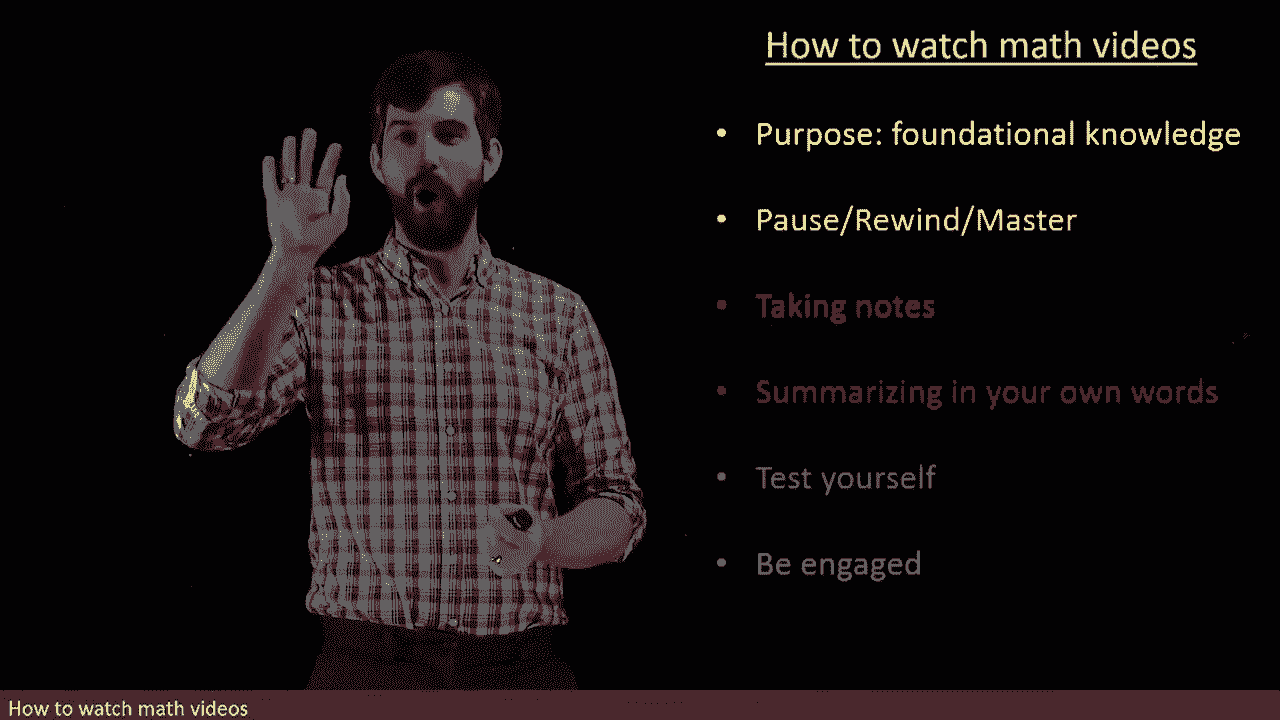 How to watch math videos
• Purpose: foundational knowledge
• Pause/Rewind/Master
• Taking notes
• Summarizing in your own words
• Test yourself
• Be engaged
How to watch math videos